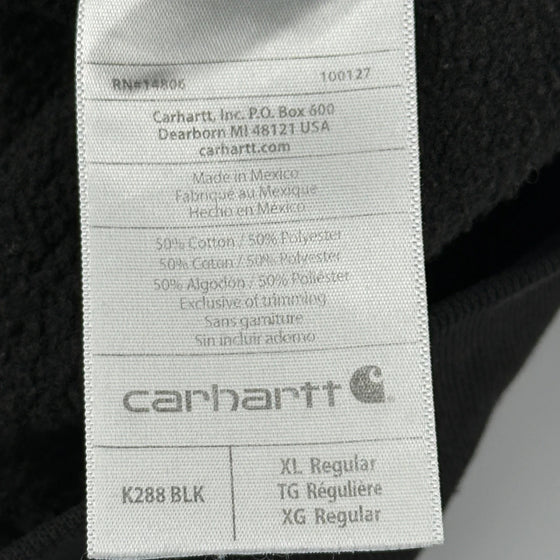 RN#14806 100127
Carhartt, Inc. P.O. Box 600
Dearborn MI 48121 USA
carhartt.com
Made in Mexico
Fabriqué au Mexique
Hecho en México
50% Cotton / 50% Polyester
50% Coton / 50% Polyester
50% Algodón / 50% Poliéster
Exclusive of trimming
Sans garniture
Sin incluir adorno
carhartt
K288 BLK
XL Regular
TG Régulière
XG Regular